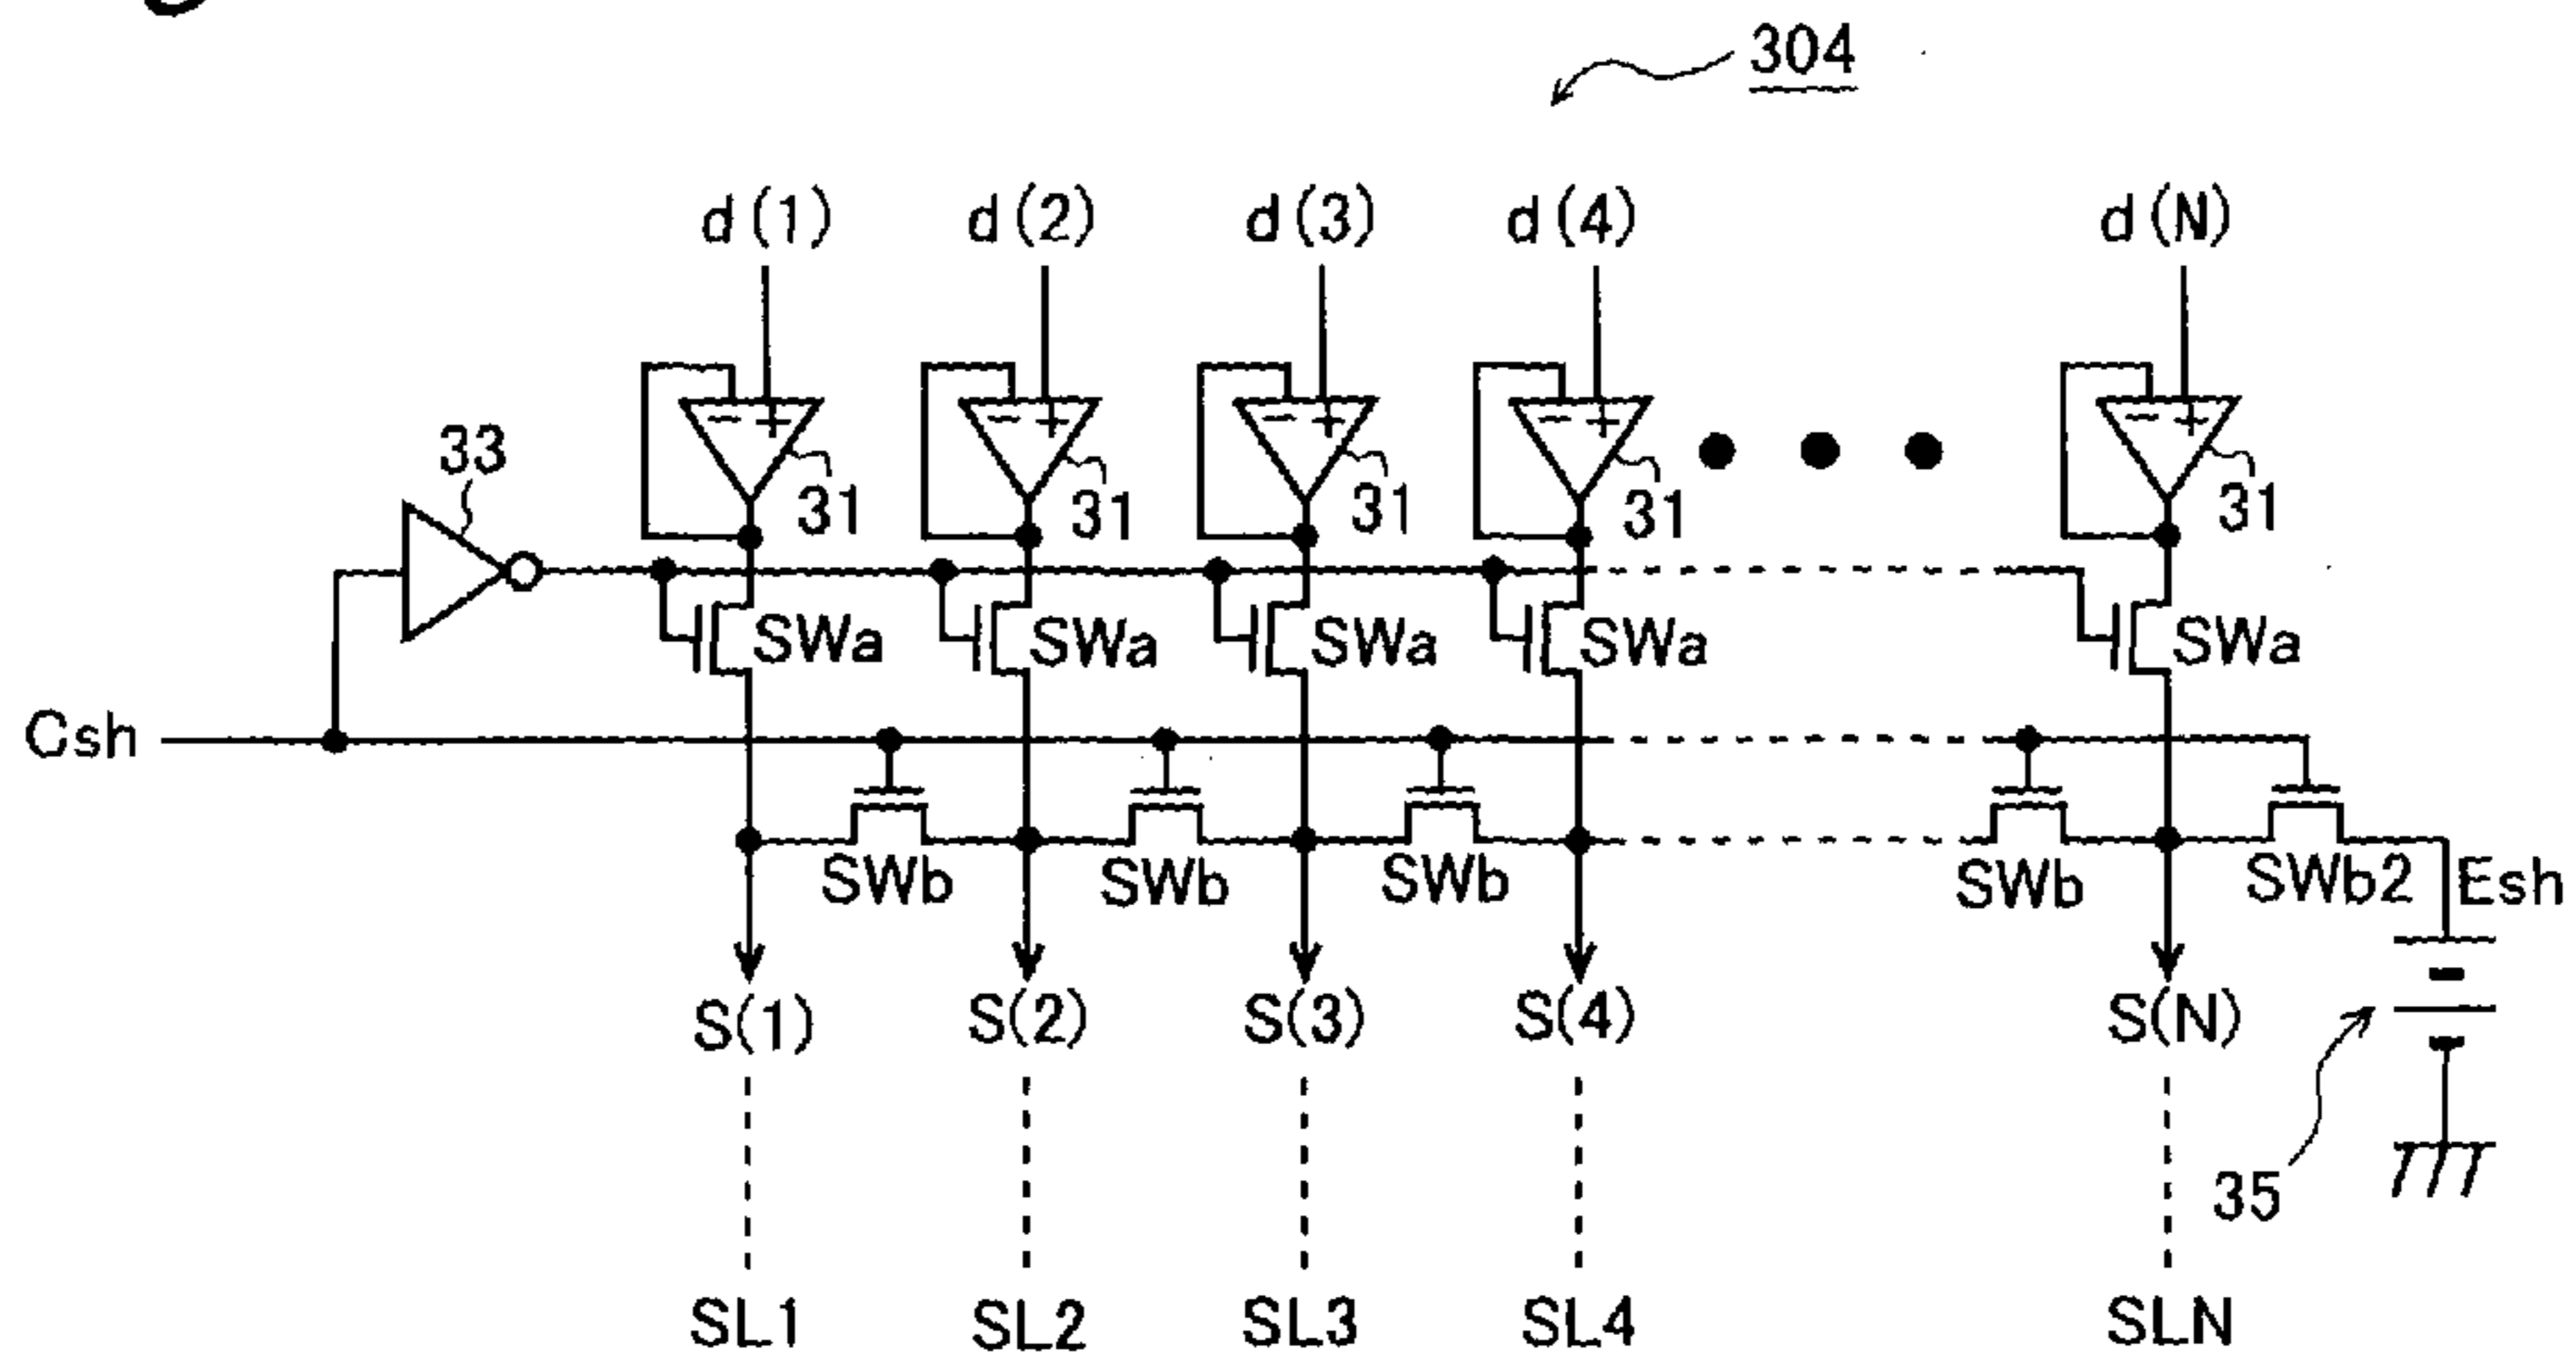 304
d(1) d(2) d(3) d(4) d(N)
− + − + − + − + − +
33 31 31 31 31 31
SWa SWa SWa SWa SWa
Csh
SWb SWb SWb SWb SWb2 Esh
S(1) S(2) S(3) S(4) S(N)
35
SL1 SL2 SL3 SL4 SLN